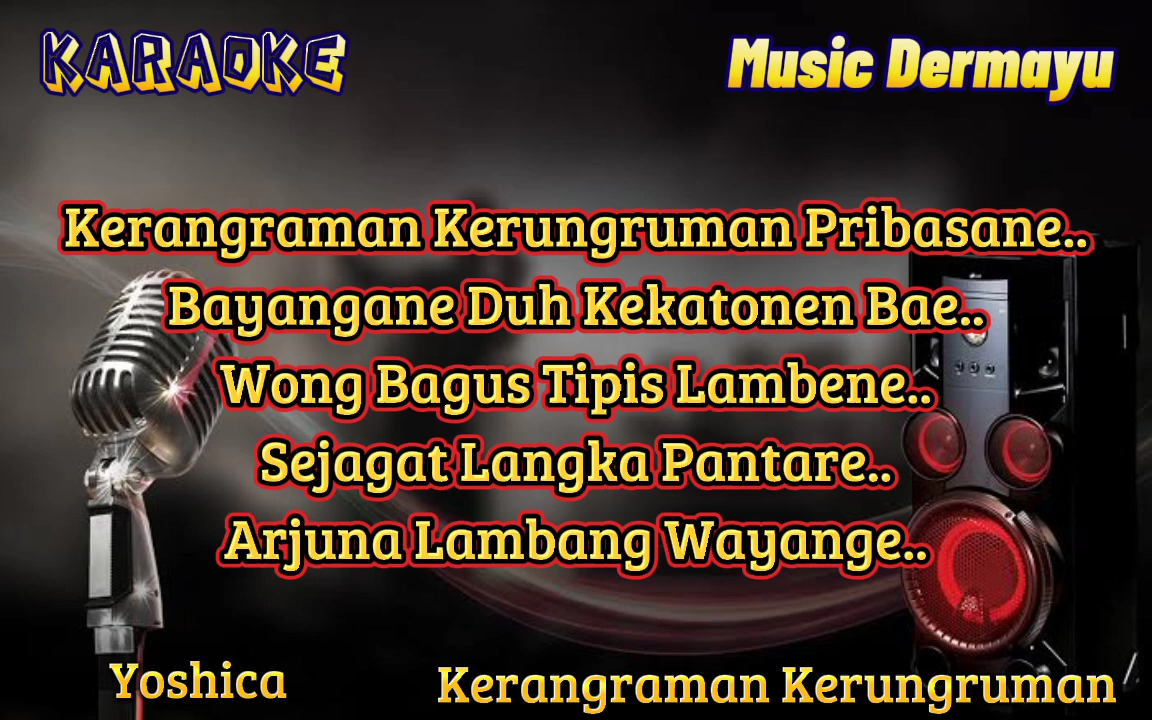 KARAOKE
Music Dermayu
Kerangraman Kerungruman Pribasane..
Bayangane Duh Kekatonen Bae..
Wong Bagus Tipis Lambene..
Sejagat Langka Pantare..
Arjuna Lambang Wayange..
Yoshica
Kerangraman Kerungruman